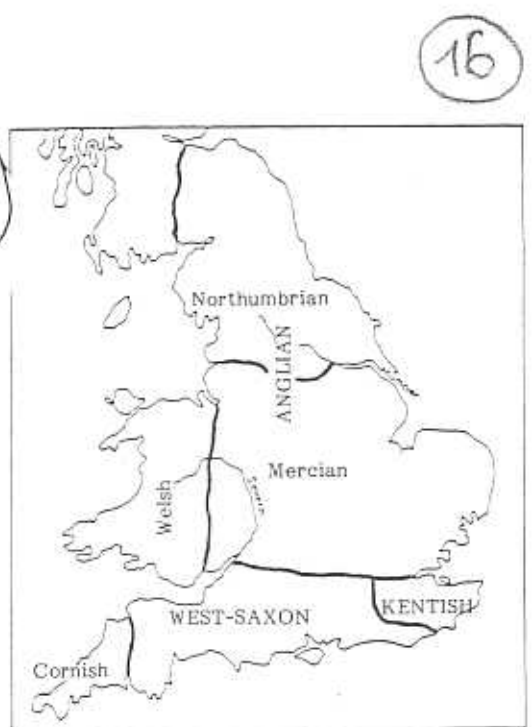 16
Northumbrian
ANGLIAN
Mercian
Welsh
WEST-SAXON
KENTISH
Cornish